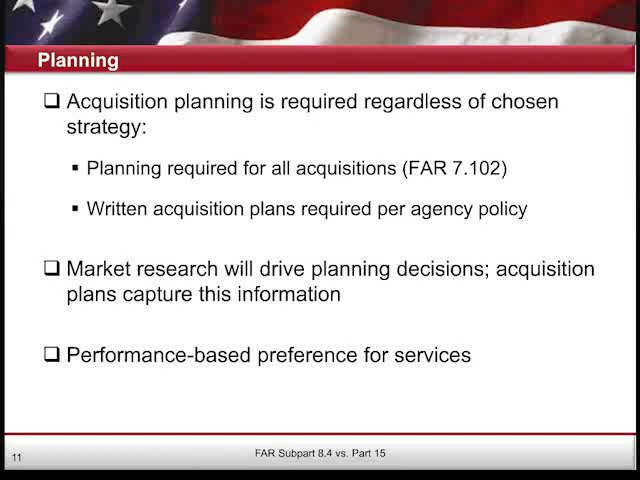 Planning
❑ Acquisition planning is required regardless of chosen
strategy:
▪ Planning required for all acquisitions (FAR 7.102)
▪ Written acquisition plans required per agency policy
❑ Market research will drive planning decisions; acquisition
plans capture this information
❑ Performance-based preference for services
11
FAR Subpart 8.4 vs. Part 15